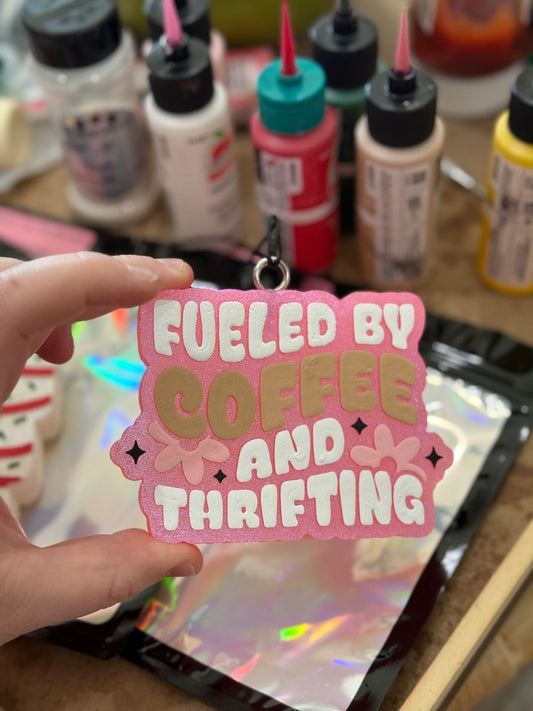 FUELED BY
COFFEE
AND
THRIFTING